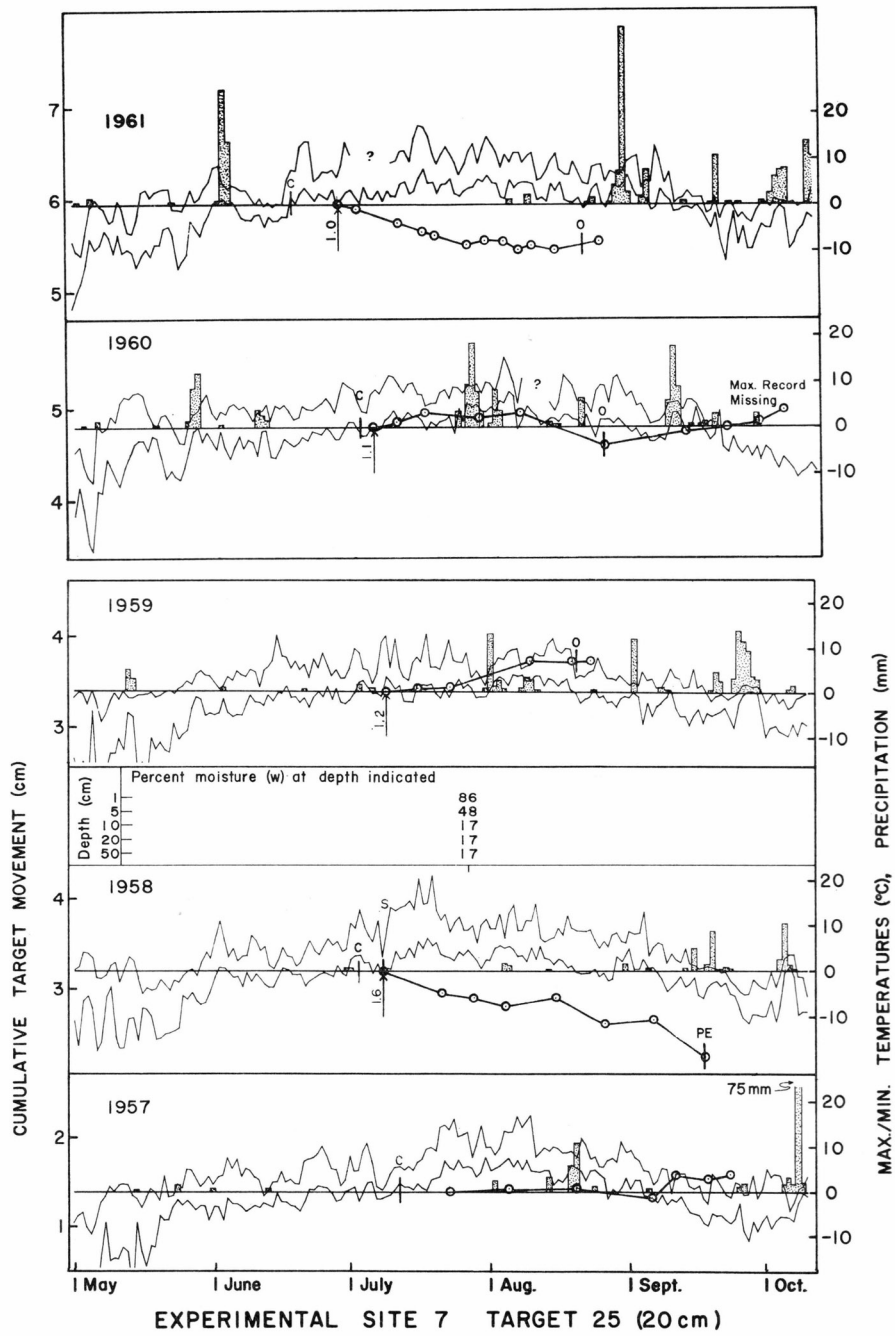 1961
7
6
5
20
10
0
-10
C
?
1.0
O
1960
5
4
20
10
0
-10
C
?
1.1
O
Max. Record
Missing
1959
4
3
20
10
0
-10
1.2
O
Percent moisture (w) at depth indicated
Depth (cm)
1 86
5 48
10 17
20 17
50 17
1958
4
3
20
10
0
-10
C
S
1.6
PE
1957
2
1
20
10
0
-10
C
75mm
CUMULATIVE TARGET MOVEMENT (cm)
MAX./MIN. TEMPERATURES (°C), PRECIPITATION (mm)
1 May 1 June 1 July 1 Aug. 1 Sept. 1 Oct.
EXPERIMENTAL SITE 7 TARGET 25 (20cm)